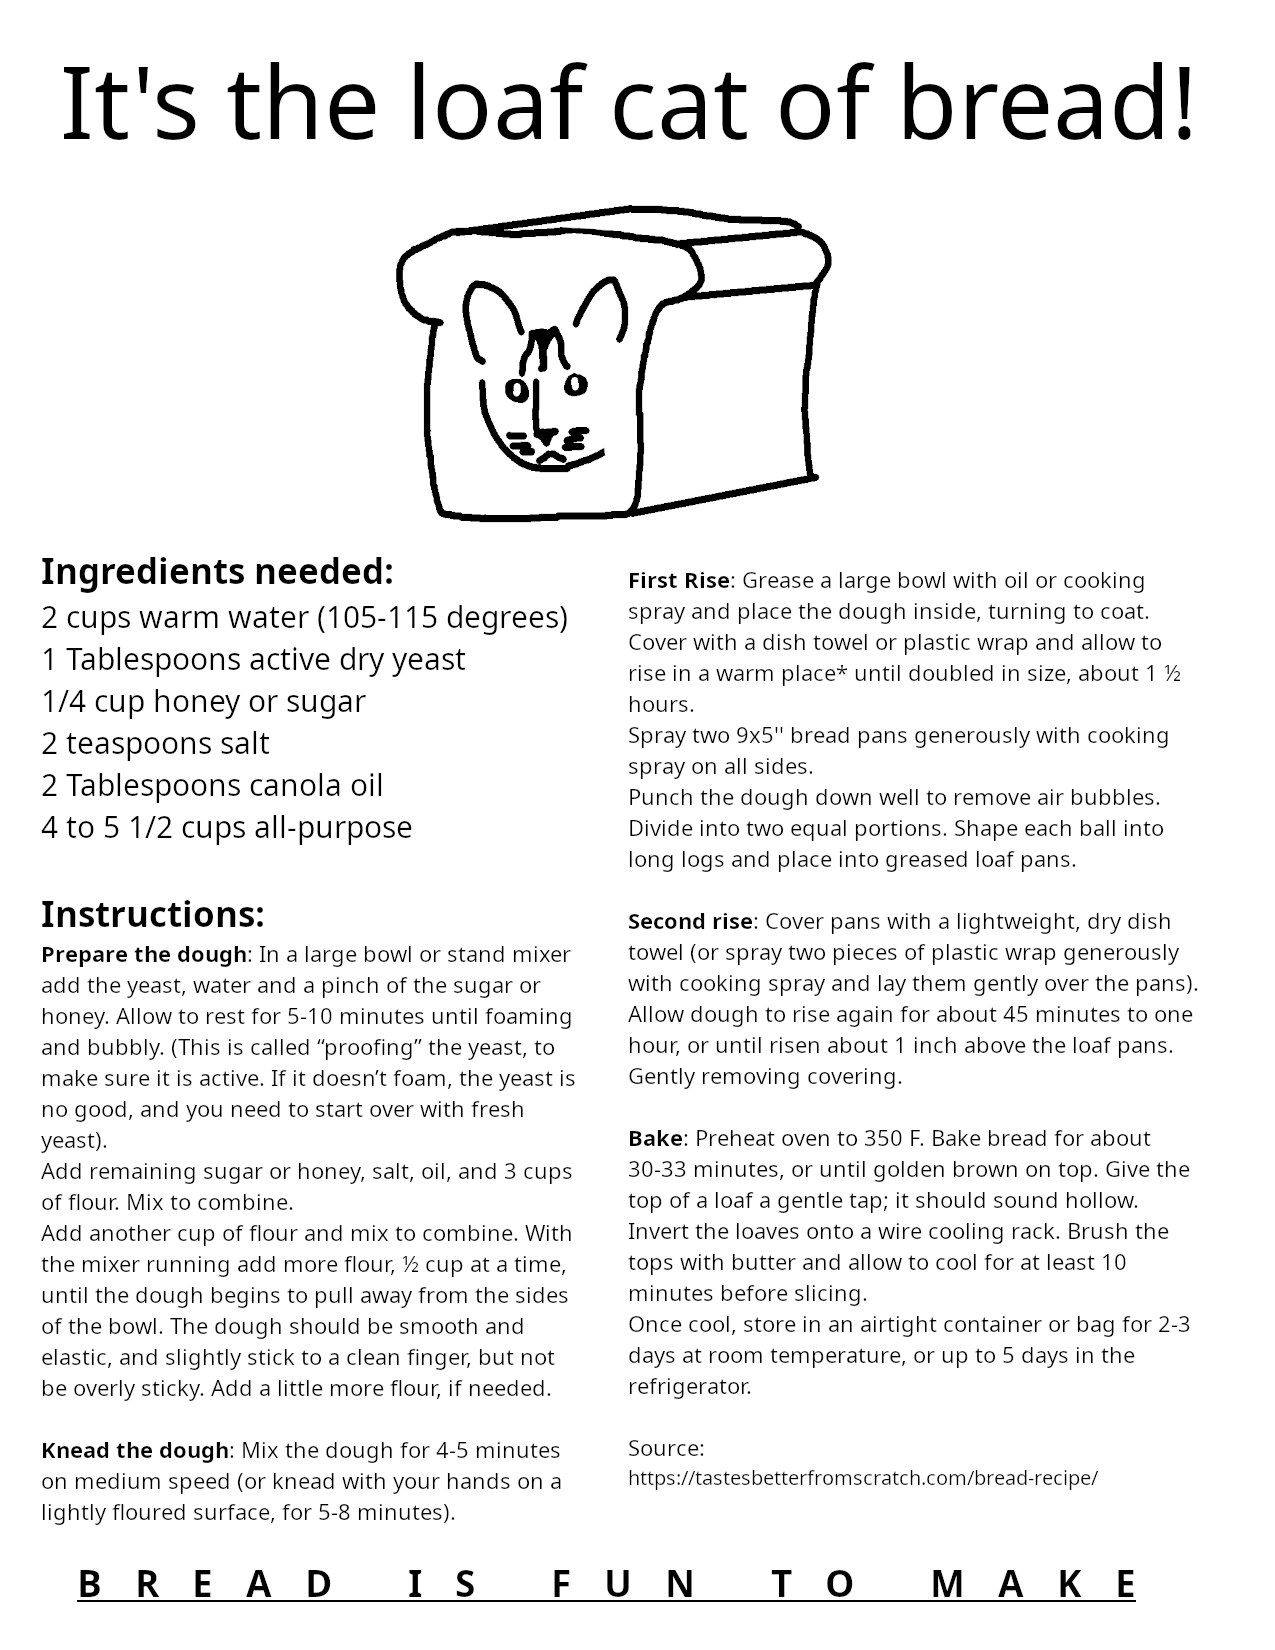 It's the loaf cat of bread!
Ingredients needed:
2 cups warm water (105-115 degrees)
1 Tablespoons active dry yeast
1/4 cup honey or sugar
2 teaspoons salt
2 Tablespoons canola oil
4 to 5 1/2 cups all-purpose
Instructions:
Prepare the dough: In a large bowl or stand mixer
add the yeast, water and a pinch of the sugar or
honey. Allow to rest for 5-10 minutes until foaming
and bubbly. (This is called “proofing” the yeast, to
make sure it is active. If it doesn’t foam, the yeast is
no good, and you need to start over with fresh
yeast).
Add remaining sugar or honey, salt, oil, and 3 cups
of flour. Mix to combine.
Add another cup of flour and mix to combine. With
the mixer running add more flour, ½ cup at a time,
until the dough begins to pull away from the sides
of the bowl. The dough should be smooth and
elastic, and slightly stick to a clean finger, but not
be overly sticky. Add a little more flour, if needed.
Knead the dough: Mix the dough for 4-5 minutes
on medium speed (or knead with your hands on a
lightly floured surface, for 5-8 minutes).
First Rise: Grease a large bowl with oil or cooking
spray and place the dough inside, turning to coat.
Cover with a dish towel or plastic wrap and allow to
rise in a warm place* until doubled in size, about 1 ½
hours.
Spray two 9x5'' bread pans generously with cooking
spray on all sides.
Punch the dough down well to remove air bubbles.
Divide into two equal portions. Shape each ball into
long logs and place into greased loaf pans.
Second rise: Cover pans with a lightweight, dry dish
towel (or spray two pieces of plastic wrap generously
with cooking spray and lay them gently over the pans).
Allow dough to rise again for about 45 minutes to one
hour, or until risen about 1 inch above the loaf pans.
Gently removing covering.
Bake: Preheat oven to 350 F. Bake bread for about
30-33 minutes, or until golden brown on top. Give the
top of a loaf a gentle tap; it should sound hollow.
Invert the loaves onto a wire cooling rack. Brush the
tops with butter and allow to cool for at least 10
minutes before slicing.
Once cool, store in an airtight container or bag for 2-3
days at room temperature, or up to 5 days in the
refrigerator.
Source:
https://tastesbetterfromscratch.com/bread-recipe/
BREAD IS FUN TO MAKE